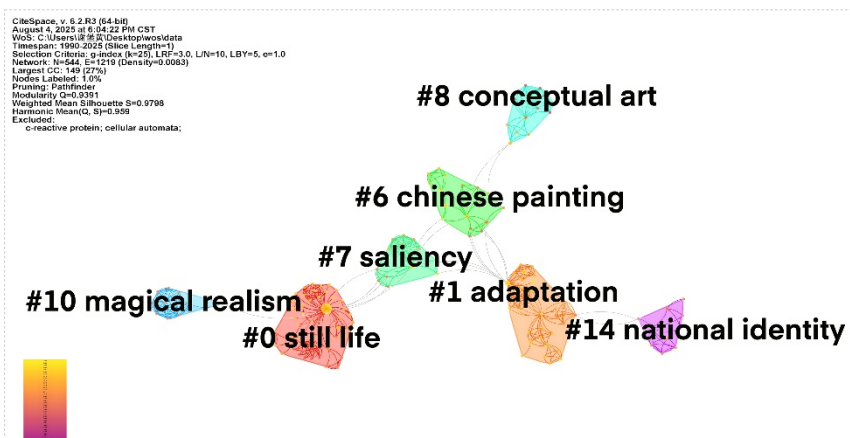 CiteSpace, v. 6.2.R3 (64-bit)
August 4, 2025 at 6:04:22 PM CST
WoS: C:\Users\谢 黄\Desktop\wos\data
Timespan: 1990-2025 (Slice Length=1)
Selection Criteria: g-index (k=25), LRF=3.0, L/N=10, LBY=5, e=1.0
Network: N=544, E=1219 (Density=0.0083)
Largest CC: 149 (27%)
Nodes Labeled: 1.0%
Pruning: Pathfinder
Modularity Q=0.9391
Weighted Mean Silhouette S=0.9798
Harmonic Mean(Q, S)=0.959
Excluded:
c-reactive protein; cellular automata;
#8 conceptual art
#6 chinese painting
#7 saliency
#1 adaptation
#10 magical realism
#14 national identity
#0 still life